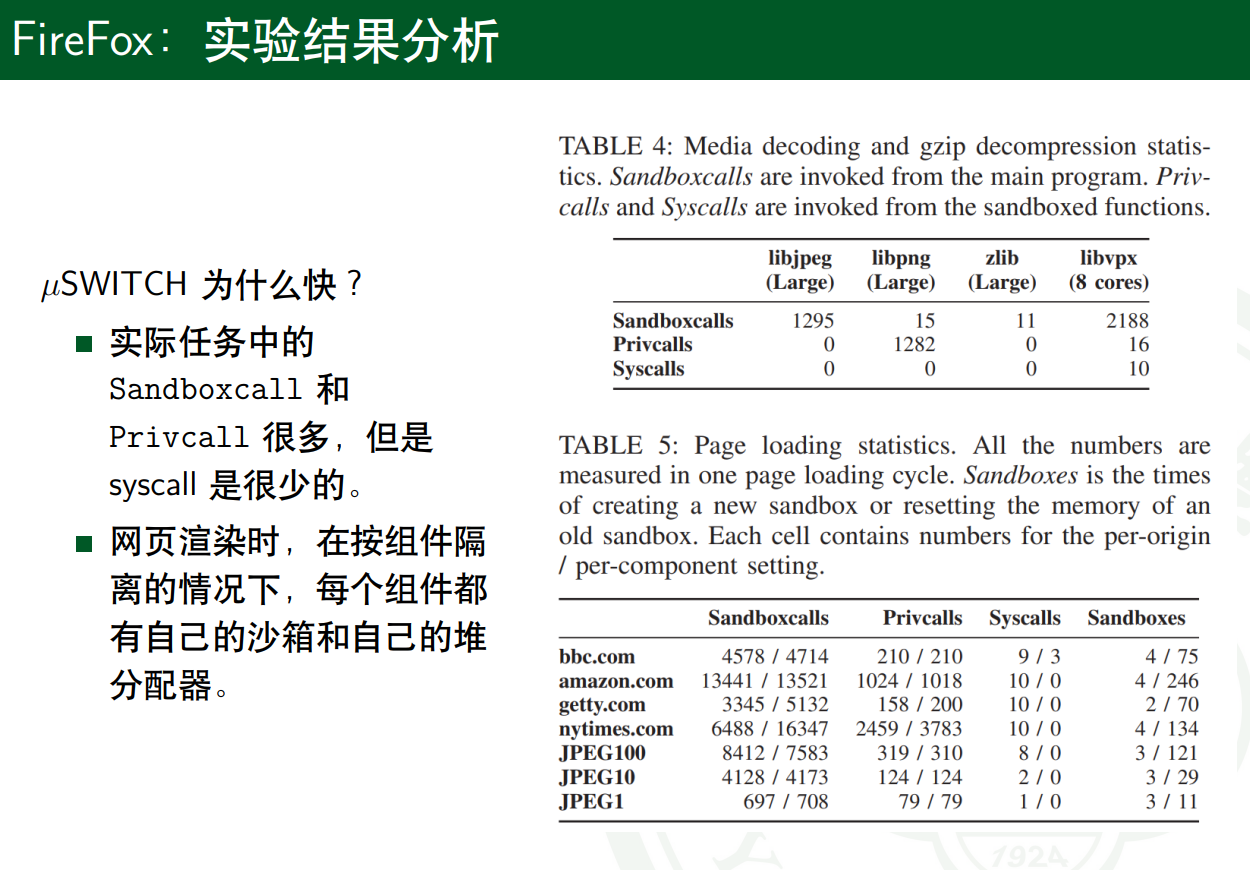 FireFox：实验结果分析
µSWITCH 为什么快？
实际任务中的
Sandboxcall 和
Privcall 很多，但是
syscall 是很少的。
网页渲染时，在按组件隔
离的情况下，每个组件都
有自己的沙箱和自己的堆
分配器。
TABLE 4: Media decoding and gzip decompression statis-
tics. Sandboxcalls are invoked from the main program. Priv-
calls and Syscalls are invoked from the sandboxed functions.
libjpeg libpng zlib libvpx
(Large) (Large) (Large) (8 cores)
Sandboxcalls 1295 15 11 2188
Privcalls 0 1282 0 16
Syscalls 0 0 0 10
TABLE 5: Page loading statistics. All the numbers are
measured in one page loading cycle. Sandboxes is the times
of creating a new sandbox or resetting the memory of an
old sandbox. Each cell contains numbers for the per-origin
/ per-component setting.
Sandboxcalls Privcalls Syscalls Sandboxes
bbc.com 4578 / 4714 210 / 210 9 / 3 4 / 75
amazon.com 13441 / 13521 1024 / 1018 10 / 0 4 / 246
getty.com 3345 / 5132 158 / 200 10 / 0 2 / 70
nytimes.com 6488 / 16347 2459 / 3783 10 / 0 4 / 134
JPEG100 8412 / 7583 319 / 310 8 / 0 3 / 121
JPEG10 4128 / 4173 124 / 124 2 / 0 3 / 29
JPEG1 697 / 708 79 / 79 1 / 0 3 / 11
1924